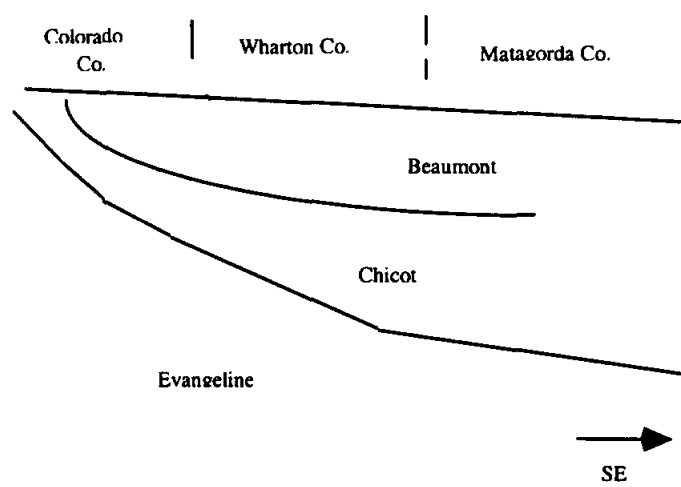 Colorado
Co.
Wharton Co.
Matagorda Co.
Beaumont
Chicot
Evangeline
SE